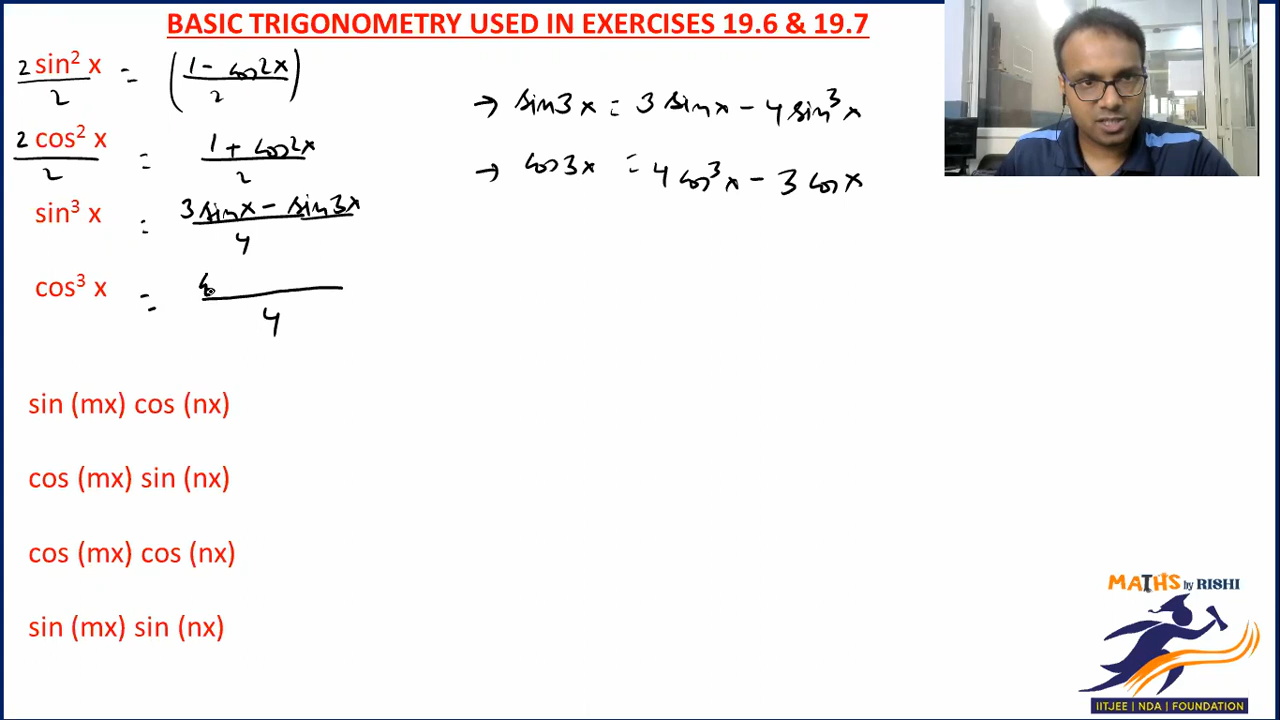 BASIC TRIGONOMETRY USED IN EXERCISES 19.6 & 19.7
2 sin² x / 2 = (1 - cos2x / 2)
2 cos² x / 2 = 1 + cos2x / 2
sin³ x = 3 sinx - sin3x / 4
cos³ x = / 4
→ sin3x = 3 sinx - 4 sin³x
→ cos3x = 4 cos³x - 3 cosx
sin (mx) cos (nx)
cos (mx) sin (nx)
cos (mx) cos (nx)
sin (mx) sin (nx)
MATHS by RISHI
IITJEE | NDA | FOUNDATION